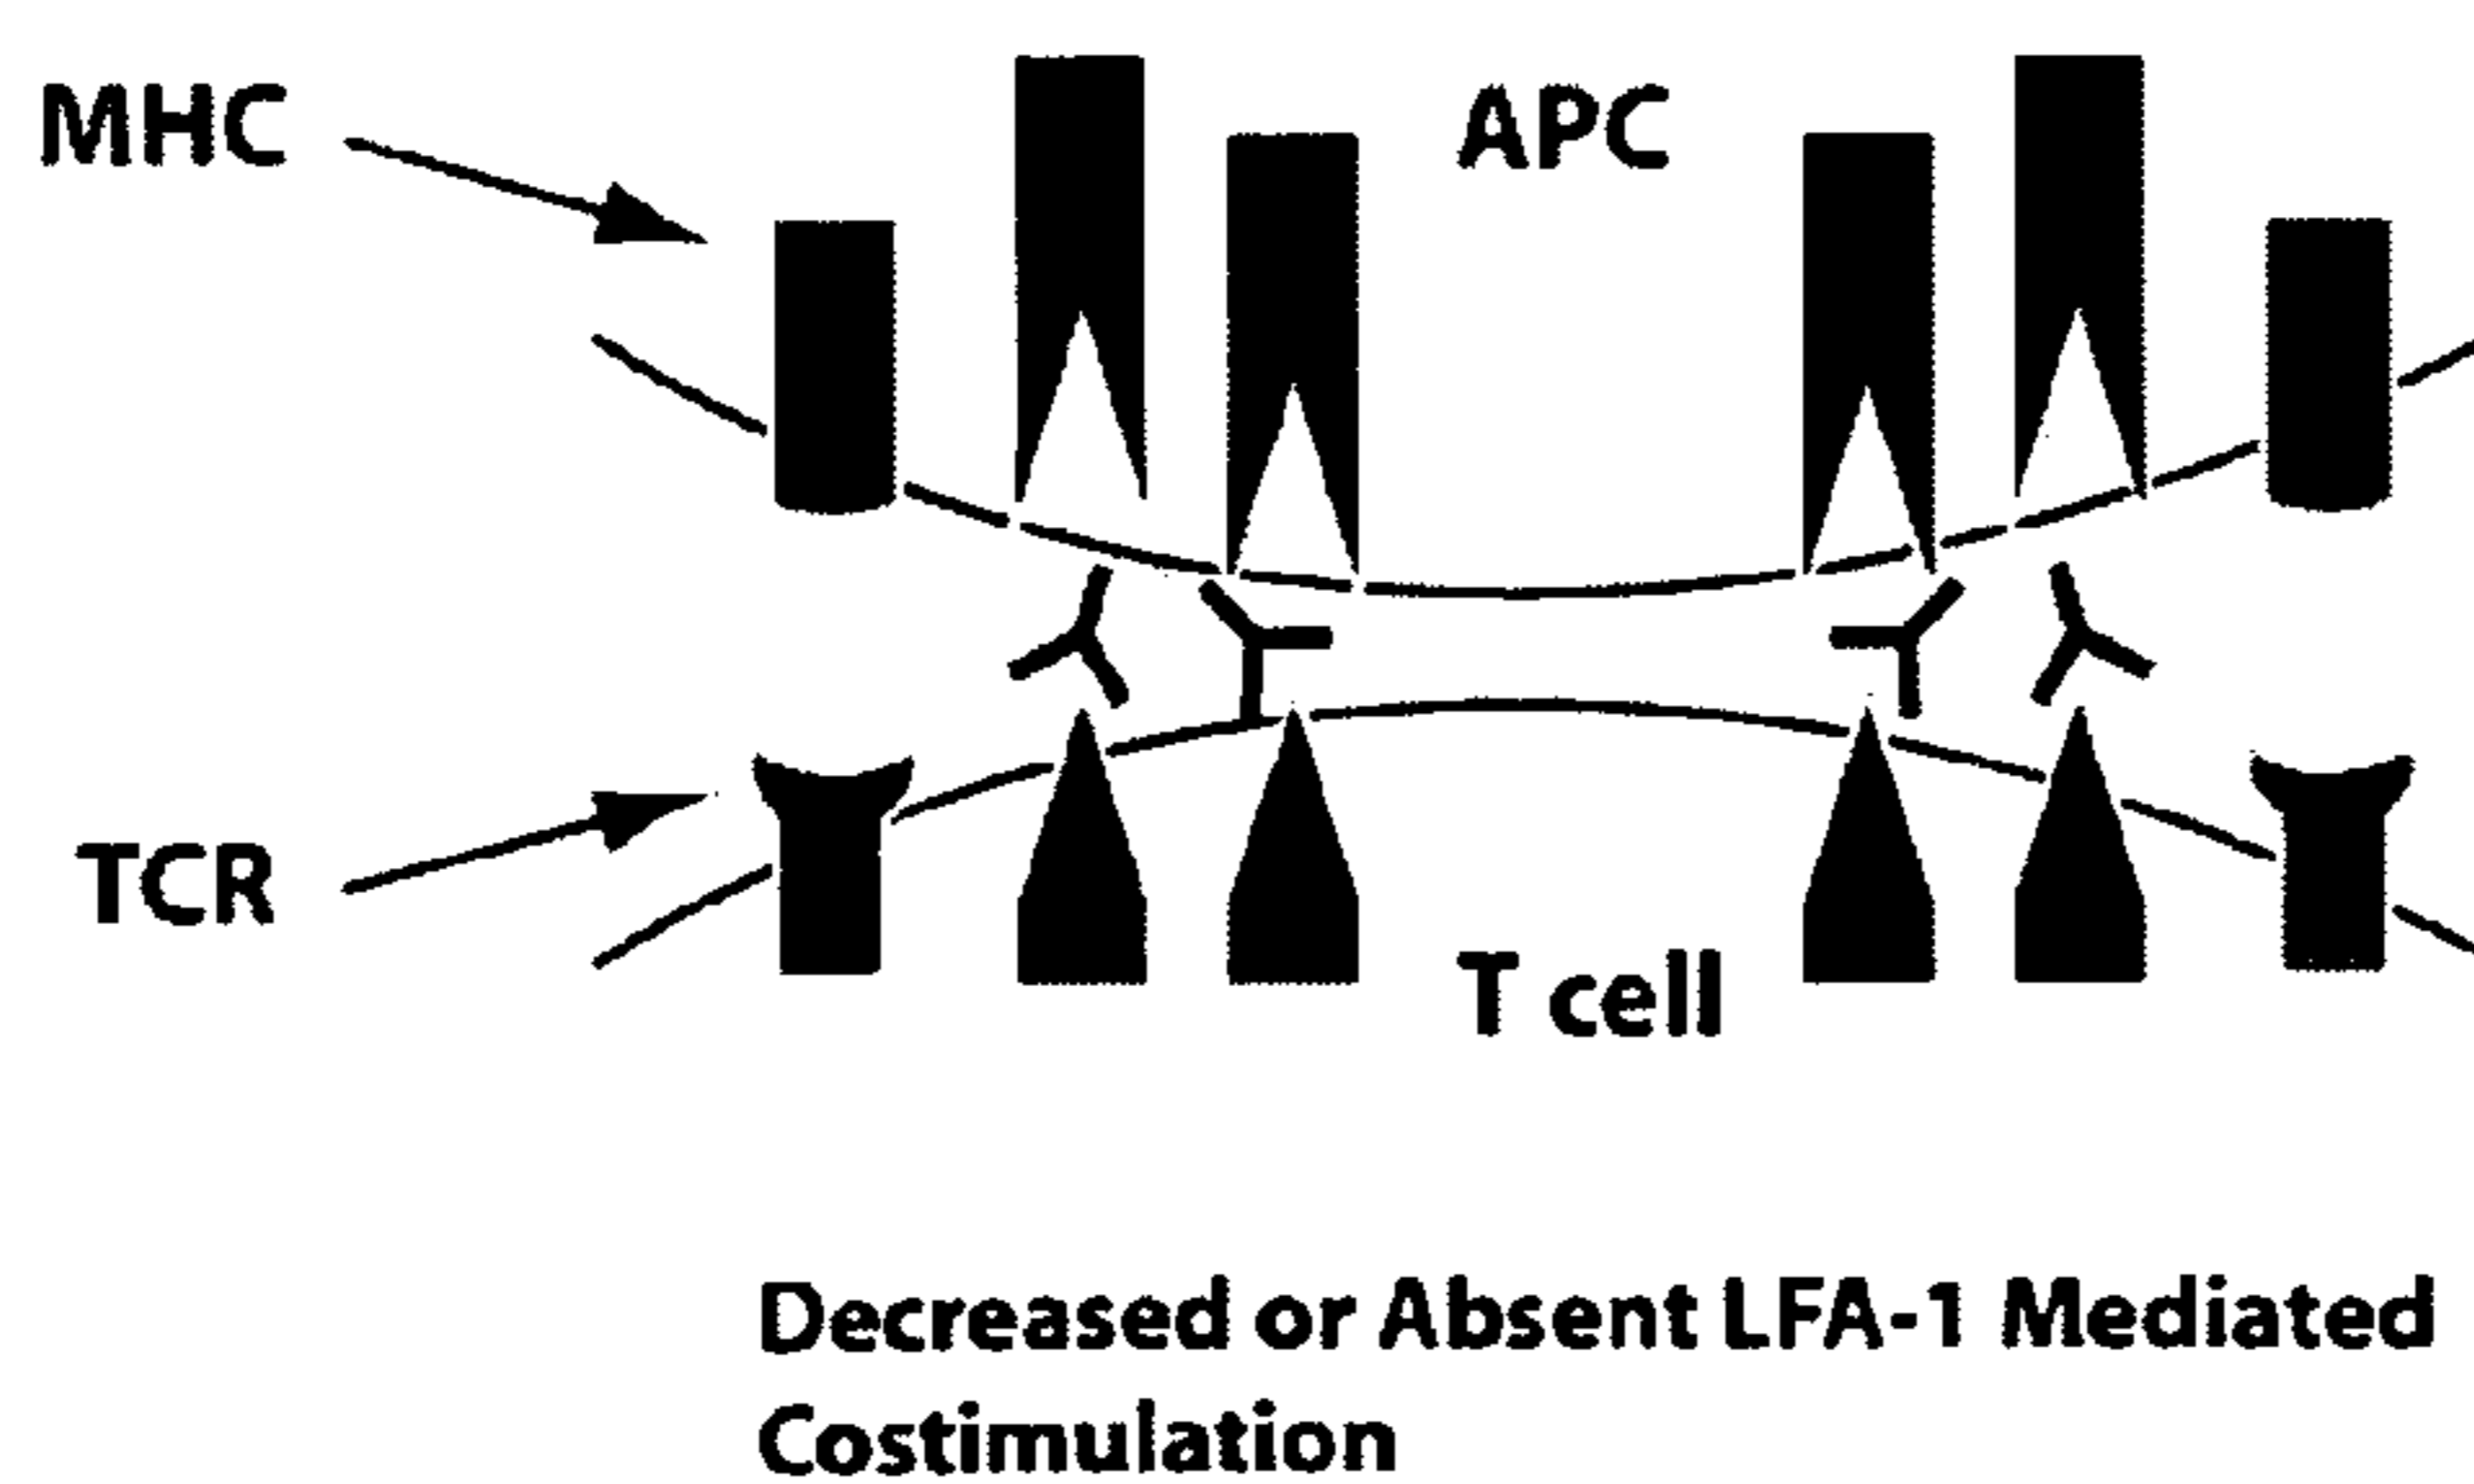 MHC
APC
TCR
T cell
Decreased or Absent LFA-1 Mediated
Costimulation